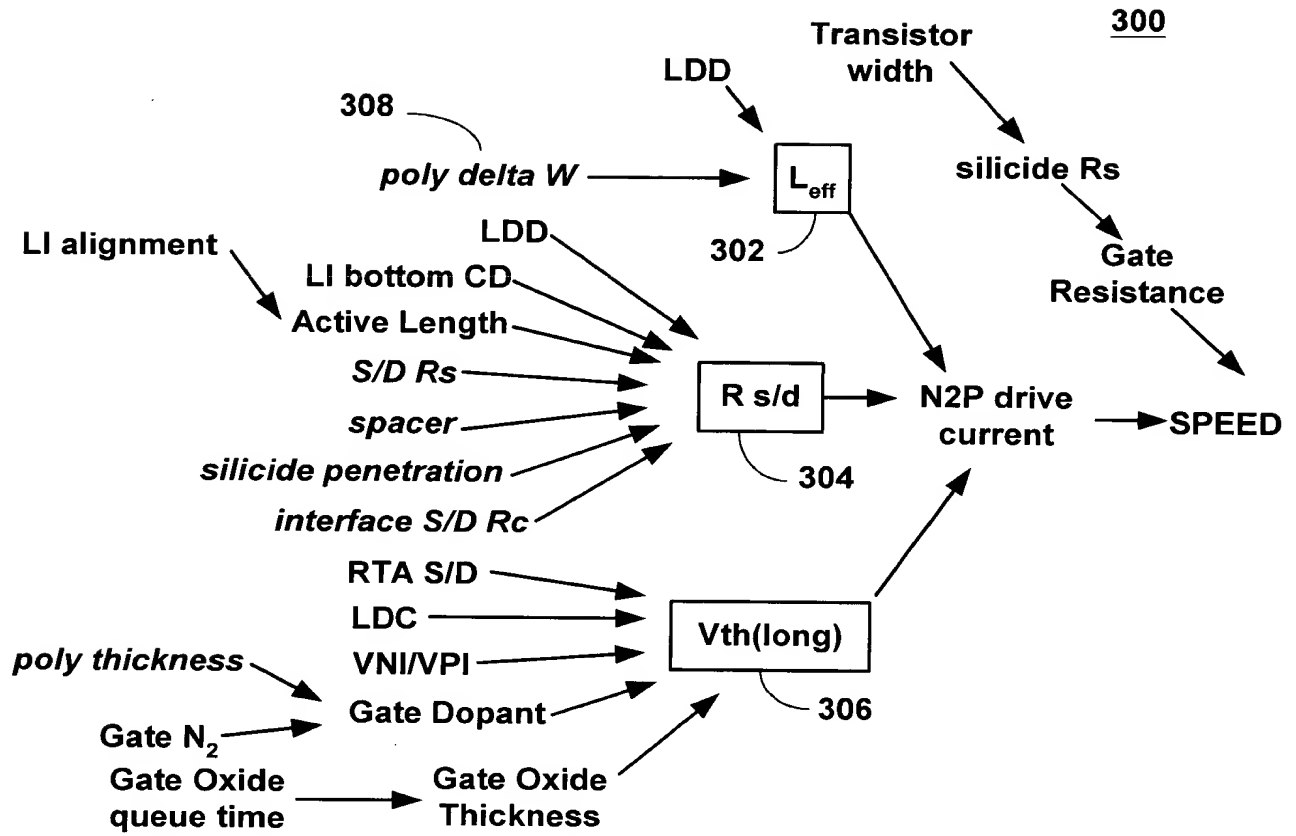 300
Transistor
width
LDD
308
poly delta W
Leff
silicide Rs
302
LDD
LI alignment
LI bottom CD
Gate
Resistance
Active Length
S/D Rs
R s/d
N2P drive
current
SPEED
spacer
silicide penetration
304
interface S/D Rc
RTA S/D
LDC
Vth(long)
poly thickness
VNI/VPI
Gate Dopant
306
Gate N2
Gate Oxide
queue time
Gate Oxide
Thickness